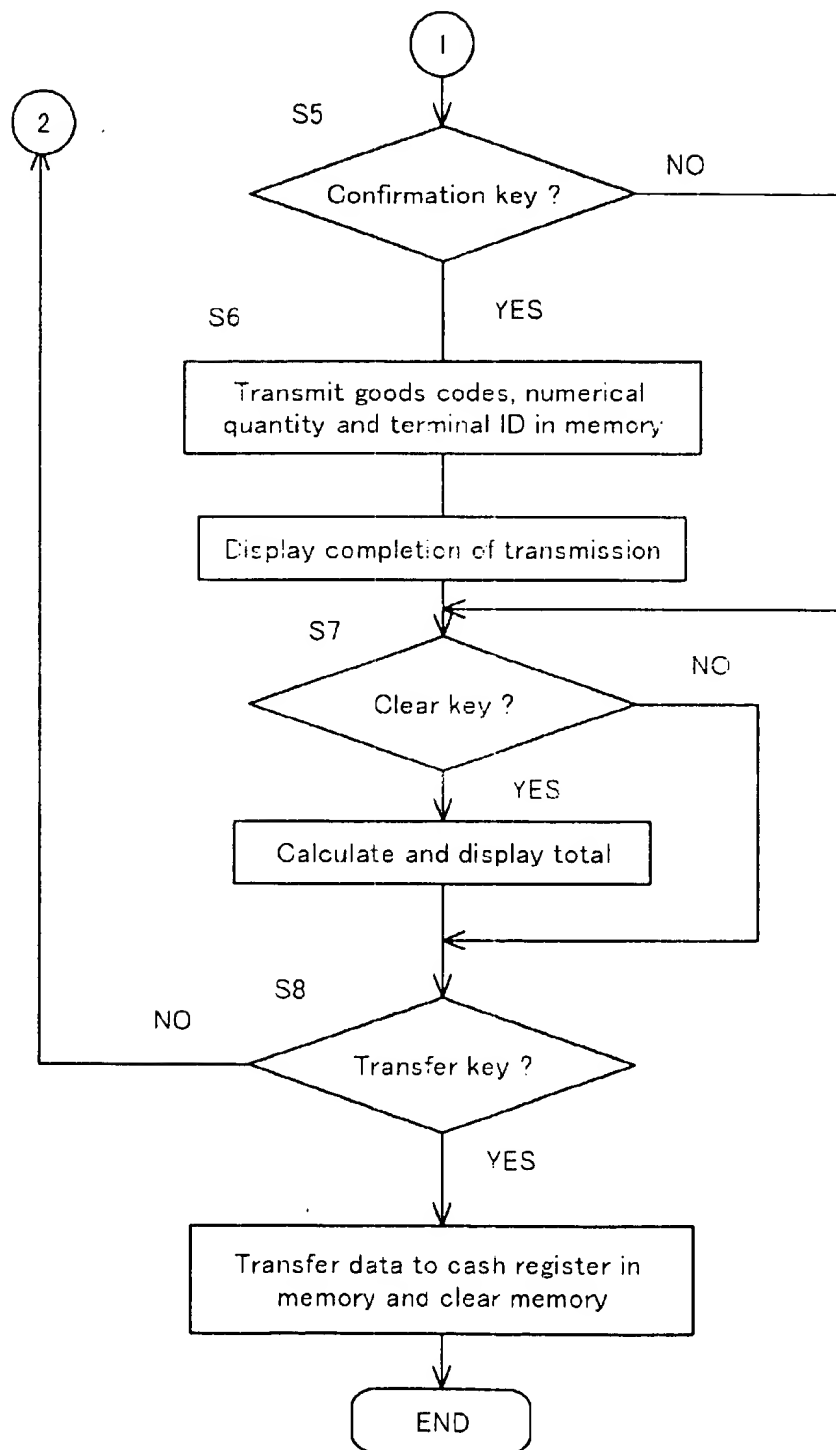 1
2
S5
Confirmation key ?
NO
YES
S6
Transmit goods codes, numerical
quantity and terminal ID in memory
Display completion of transmission
S7
Clear key ?
NO
YES
Calculate and display total
S8
NO
Transfer key ?
YES
Transfer data to cash register in
memory and clear memory
END